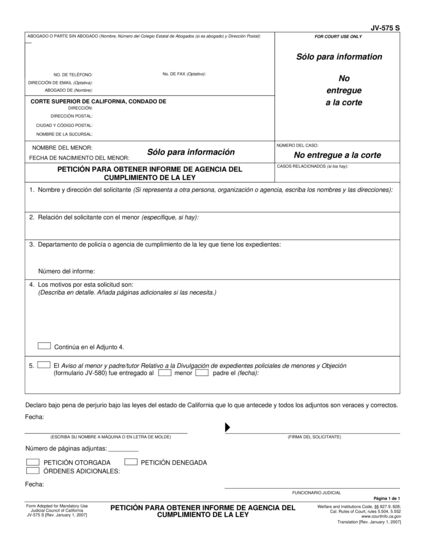 JV-575 S
ABOGADO O PARTE SIN ABOGADO (Nombre, Número del Colegio Estatal de Abogados (si es abogado) y Dirección Postal):
FOR COURT USE ONLY
Sólo para information
No
entregue
a la corte
NO. DE TELÉFONO:
No. DE FAX (Optativo):
DIRECCIÓN DE EMAIL (Optativa):
ABOGADO DE (Nombre):
CORTE SUPERIOR DE CALIFORNIA, CONDADO DE
DIRECCIÓN:
DIRECCIÓN POSTAL:
CIUDAD Y CÓDIGO POSTAL:
NOMBRE DE LA SUCURSAL:
NOMBRE DEL MENOR:
Sólo para información
FECHA DE NACIMIENTO DEL MENOR:
NÚMERO DEL CASO:
No entregue a la corte
PETICIÓN PARA OBTENER INFORME DE AGENCIA DEL
CUMPLIMIENTO DE LA LEY
CASOS RELACIONADOS (si los hay):
1. Nombre y dirección del solicitante (Si representa a otra persona, organización o agencia, escriba los nombres y las direcciones):
2. Relación del solicitante con el menor (especifique, si hay):
3. Departamento de policía o agencia de cumplimiento de la ley que tiene los expedientes:
Número del informe:
4. Los motivos por esta solicitud son:
(Describa en detalle. Añada páginas adicionales si las necesita.)
Continúa en el Adjunto 4.
5. El Aviso al menor y padre/tutor Relativo a la Divulgación de expedientes policiales de menores y Objeción
(formulario JV-580) fue entregado al menor padre el (fecha):
Declaro bajo pena de perjurio bajo las leyes del estado de California que lo que antecede y todos los adjuntos son veraces y correctos.
Fecha:
(ESCRIBA SU NOMBRE A MÁQUINA O EN LETRA DE MOLDE)
(FIRMA DEL SOLICITANTE)
Número de páginas adjuntas: ________
PETICIÓN OTORGADA PETICIÓN DENEGADA
ÓRDENES ADICIONALES:
Fecha:
FUNCIONARIO JUDICIAL
Página 1 de 1
Form Adopted for Mandatory Use
Judicial Council of California
JV-575 S [Rev. January 1, 2007]
PETICIÓN PARA OBTENER INFORME DE AGENCIA DEL
CUMPLIMIENTO DE LA LEY
Welfare and Institutions Code, §§ 827.9. 828;
Cal. Rules of Court, rules 5.504, 5.552
www.courtinfo.ca.gov
Translation [Rev. January 1, 2007]